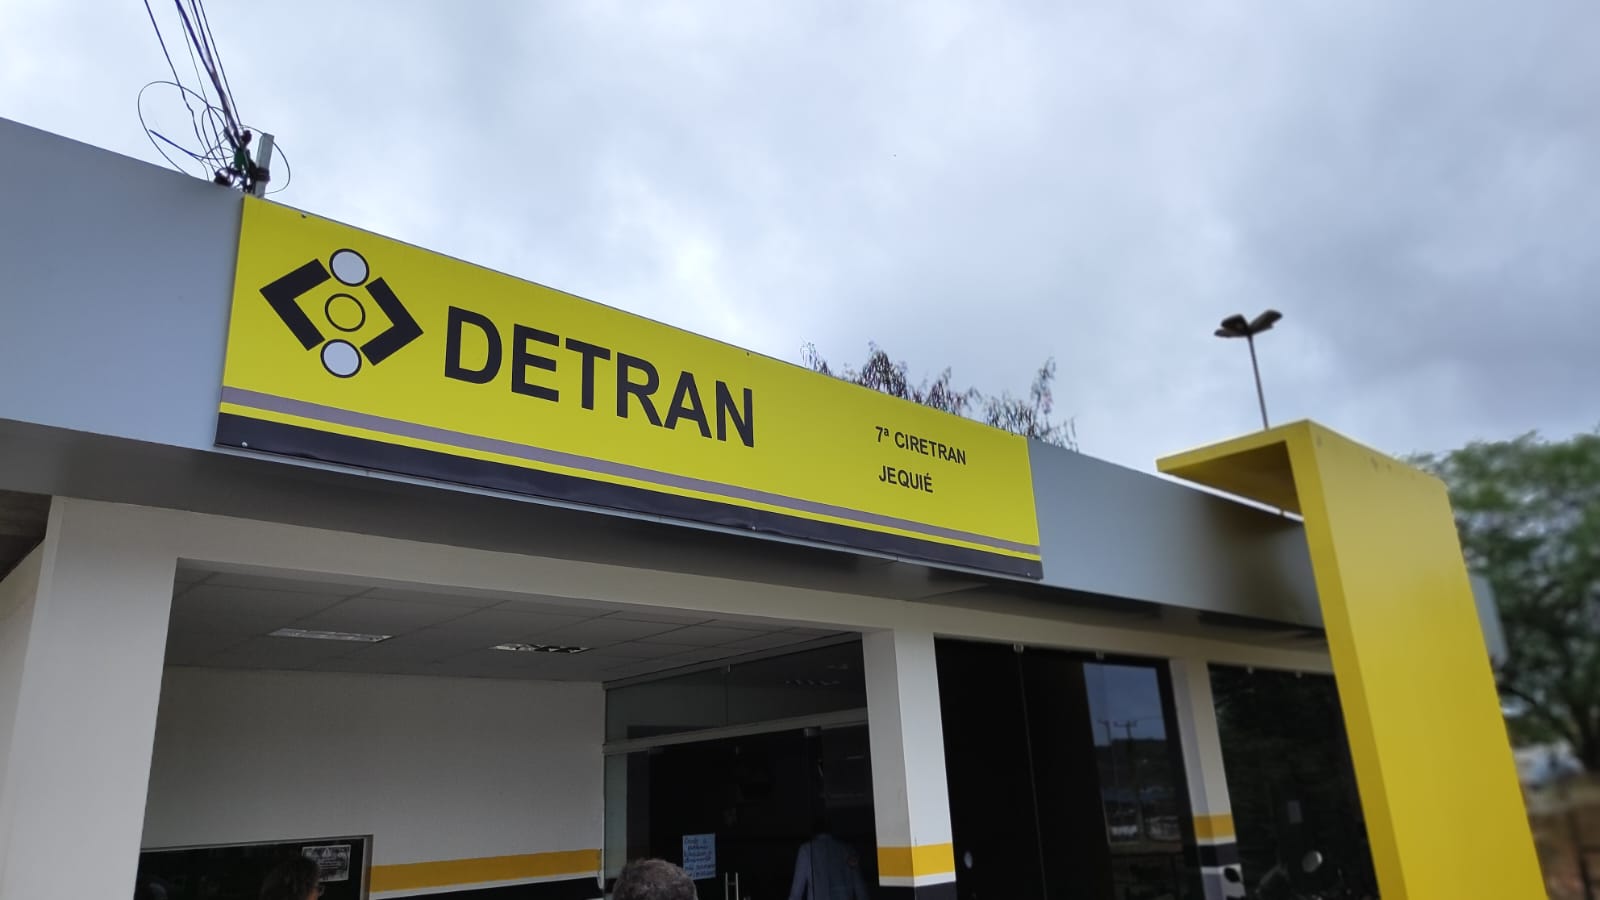 DETRAN
7ª CIRETRAN
JEQUIÉ